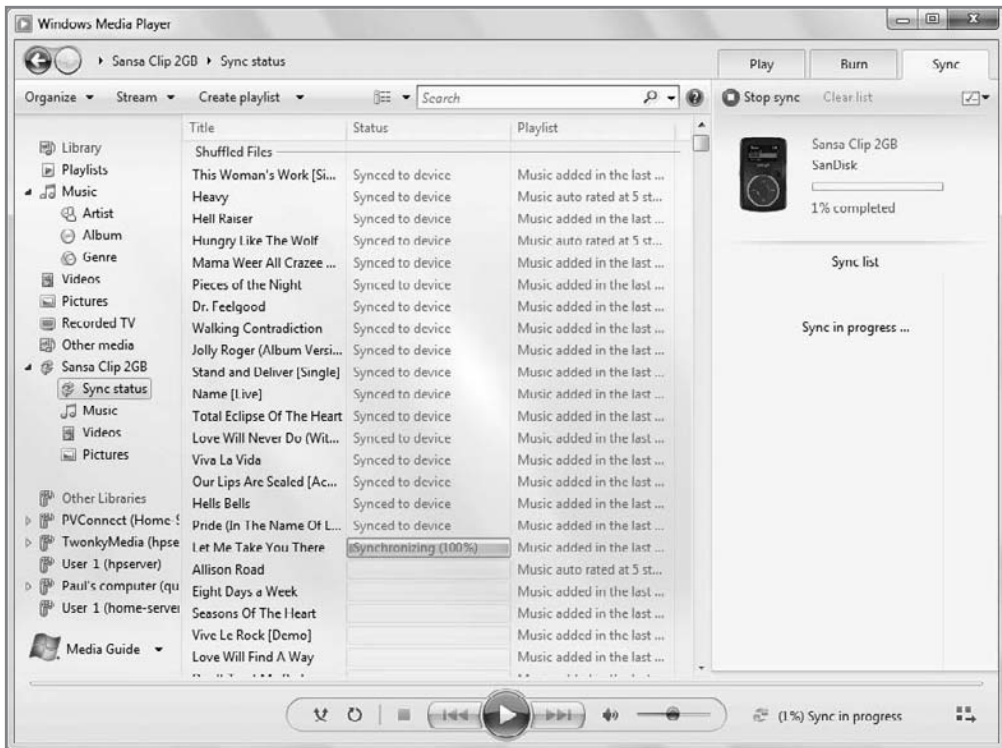 Windows Media Player
Sansa Clip 2GB Sync status
Play Burn Sync
Organize Stream Create playlist Search Stop sync Clear list
Title Status Playlist
Shuffled Files
This Woman's Work [Si... Synced to device Music added in the last ...
Heavy Synced to device Music auto rated at 5 st...
Hell Raiser Synced to device Music added in the last ...
Hungry Like The Wolf Synced to device Music auto rated at 5 st...
Mama Weer All Crazee ... Synced to device Music added in the last ...
Pieces of the Night Synced to device Music added in the last ...
Dr. Feelgood Synced to device Music added in the last ...
Walking Contradiction Synced to device Music added in the last ...
Jolly Roger (Album Versi... Synced to device Music added in the last ...
Stand and Deliver [Single] Synced to device Music added in the last ...
Name [Live] Synced to device Music added in the last ...
Total Eclipse Of The Heart Synced to device Music added in the last ...
Love Will Never Do (Wit... Synced to device Music added in the last ...
Viva La Vida Synced to device Music added in the last ...
Our Lips Are Sealed [Ac... Synced to device Music added in the last ...
Hells Bells Synced to device Music added in the last ...
Pride (In The Name Of L... Synced to device Music added in the last ...
Let Me Take You There Synchronizing (100%) Music added in the last ...
Allison Road Music auto rated at 5 st...
Eight Days a Week Music added in the last ...
Seasons Of The Heart Music added in the last ...
Vive Le Rock [Demo] Music added in the last ...
Love Will Find A Way Music added in the last ...
Library
Playlists
Music
Artist
Album
Genre
Videos
Pictures
Recorded TV
Other media
Sansa Clip 2GB
Sync status
Music
Videos
Pictures
Other Libraries
PVConnect (Home-S
TwonkyMedia (hpse
User 1 (hpserver)
Paul's computer (qu
User 1 (home-server
Media Guide
Sansa Clip 2GB
SanDisk
1% completed
Sync list
Sync in progress ...
(1%) Sync in progress